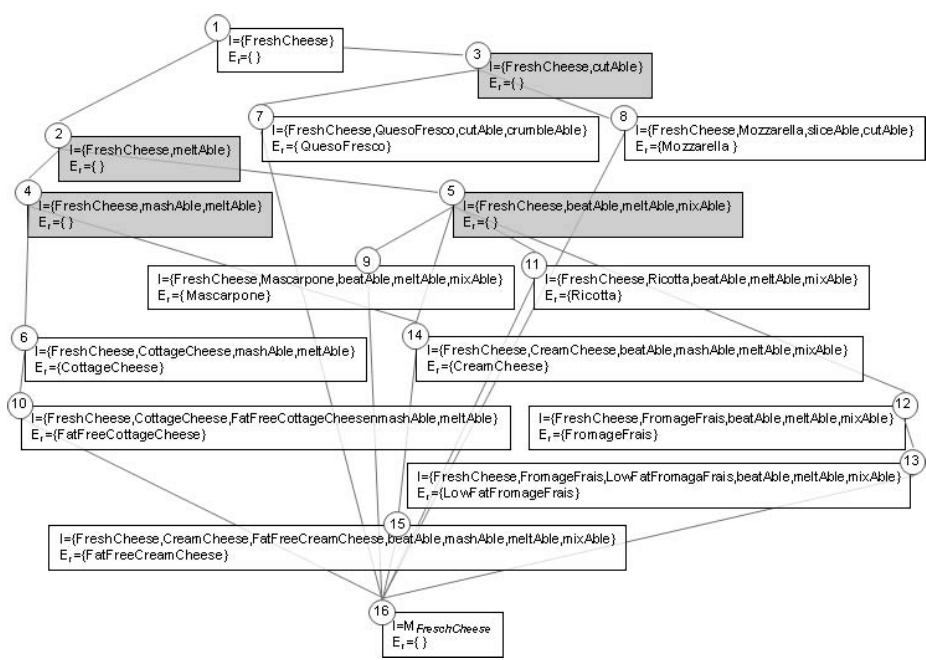 1
I={FreshCheese}
Er={ }
3
I={FreshCheese,cutAble}
Er={ }
7
I={FreshCheese,QuesoFresco,cutAble,crumbleAble}
Er={QuesoFresco}
8
I={FreshCheese,Mozzarella,sliceAble,cutAble}
Er={Mozzarella }
2
I={FreshCheese,meltAble}
Er={ }
4
I={FreshCheese,mashAble,meltAble}
Er={ }
5
I={FreshCheese,beatAble,meltAble,mixAble}
Er={ }
9
I={FreshCheese,Mascarpone,beatAble,meltAble,mixAble}
Er={Mascarpone}
11
I={FreshCheese,Ricotta,beatAble,meltAble,mixAble}
Er={Ricotta}
6
I={FreshCheese,CottageCheese,mashAble,meltAble}
Er={CottageCheese}
14
I={FreshCheese,CreamCheese,beatAble,mashAble,meltAble,mixAble}
Er={CreamCheese}
10
I={FreshCheese,CottageCheese,FatFreeCottageCheesenmashAble,meltAble}
Er={FatFreeCottageCheese}
12
I={FreshCheese,FromageFrais,beatAble,meltAble,mixAble}
Er={FromageFrais}
13
I={FreshCheese,FromageFrais,LowFatFromagaFrais,beatAble,meltAble,mixAble}
Er={LowFatFromageFrais}
15
I={FreshCheese,CreamCheese,FatFreeCreamCheese,beatAble,mashAble,meltAble,mixAble}
Er={FatFreeCreamCheese}
16
I=MFreschCheese
Er={ }